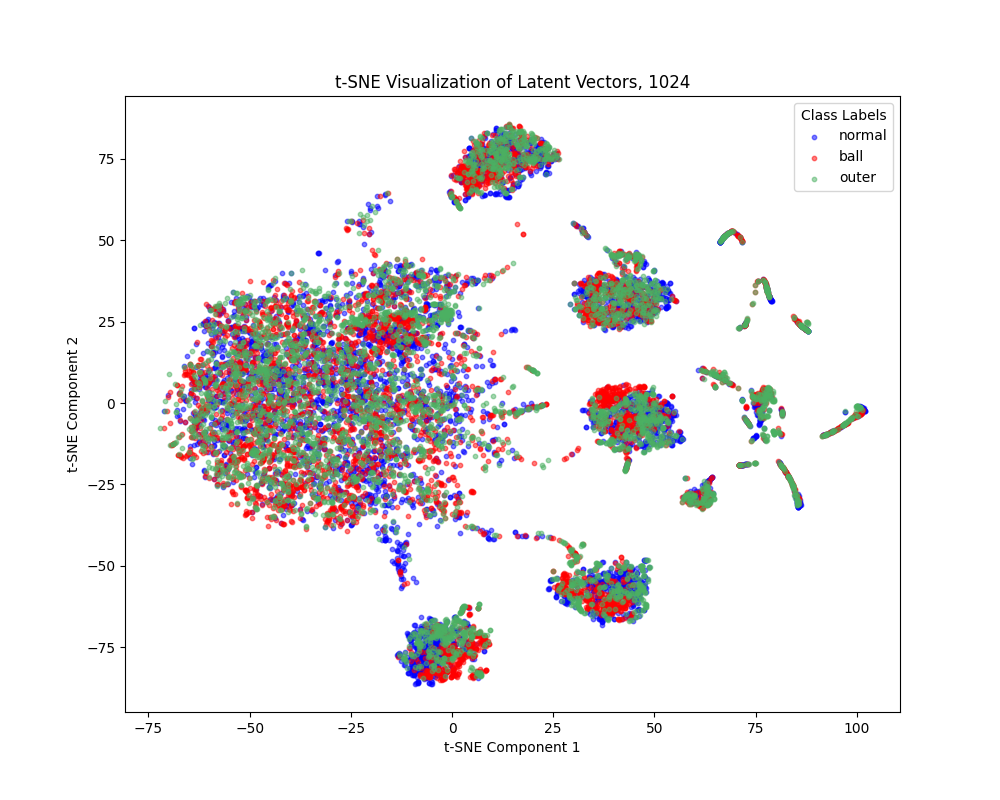 t-SNE Visualization of Latent Vectors, 1024
Class Labels
normal
ball
outer
75
50
25
0
−25
−50
−75
t-SNE Component 2
−75
−50
−25
0
25
50
75
100
t-SNE Component 1